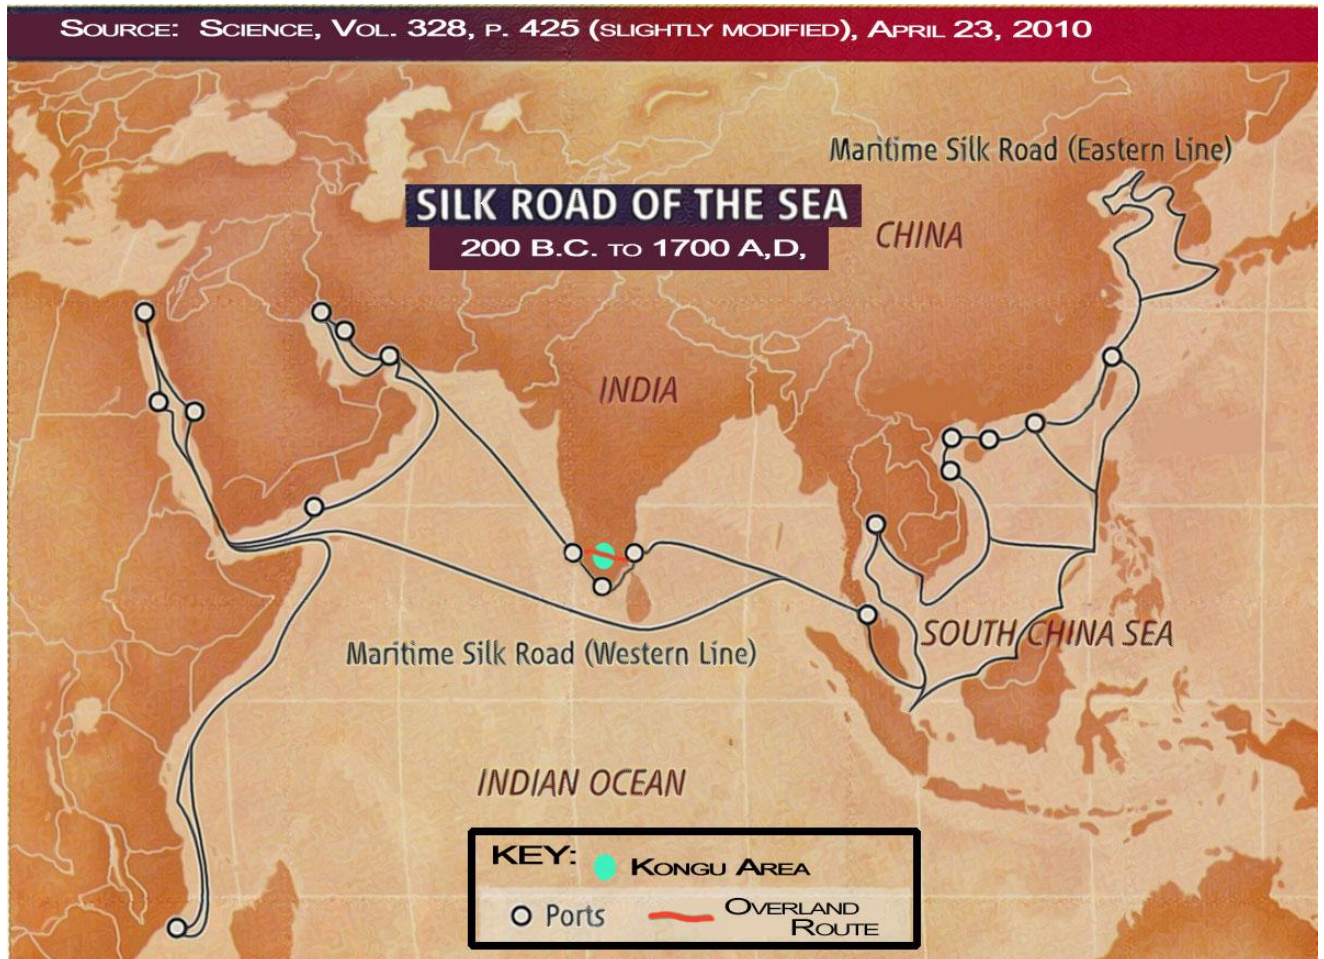 SOURCE: SCIENCE, VOL. 328, P. 425 (SLIGHTLY MODIFIED), APRIL 23, 2010
Maritime Silk Road (Eastern Line)
SILK ROAD OF THE SEA
200 B.C. TO 1700 A,D,
CHINA
INDIA
SOUTH CHINA SEA
Maritime Silk Road (Western Line)
INDIAN OCEAN
KEY:
KONGU AREA
Ports
OVERLAND
ROUTE